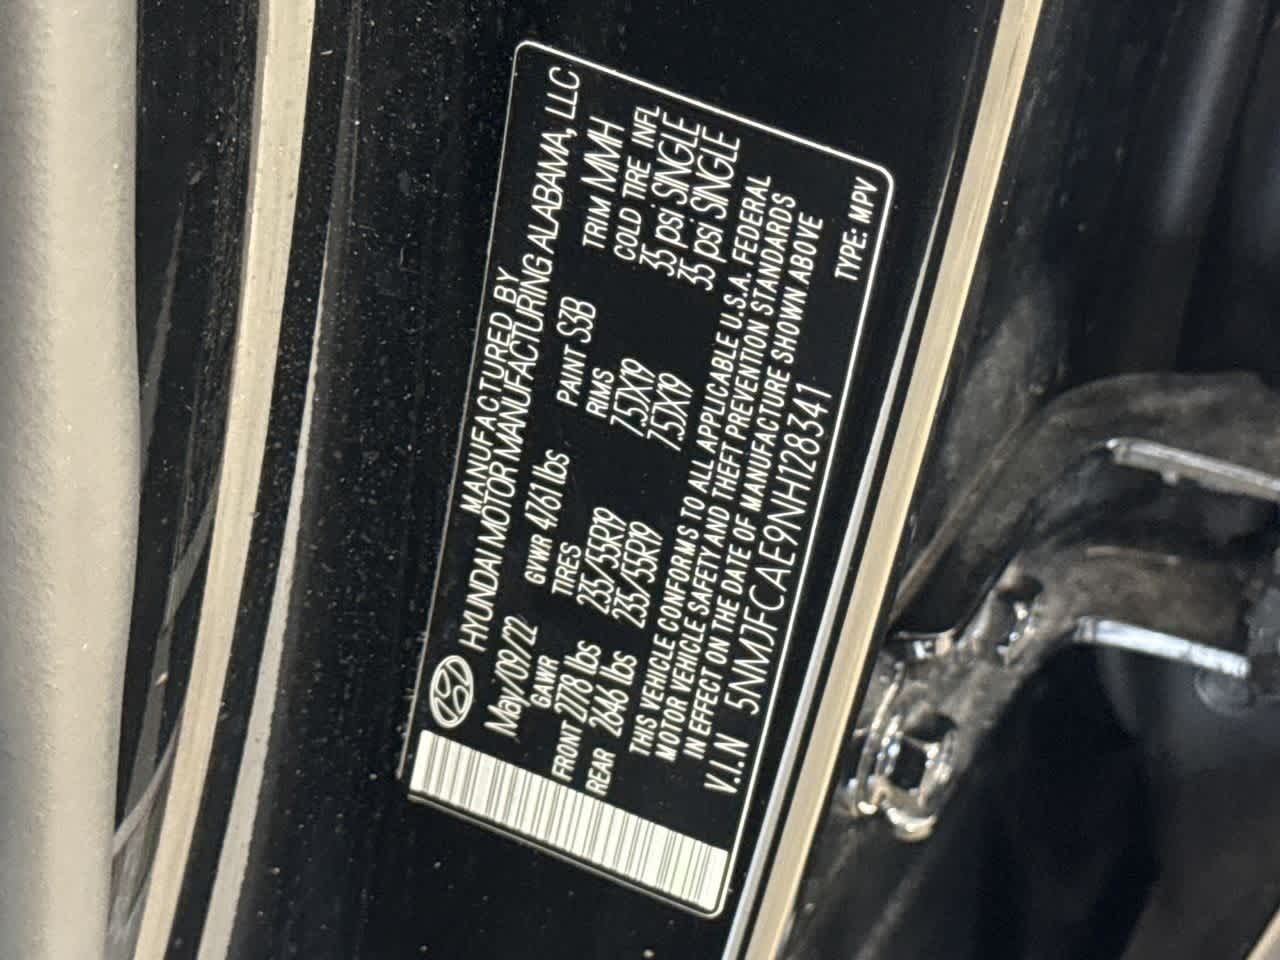 MANUFACTURED BY
HYUNDAI MOTOR MANUFACTURING ALABAMA, LLC
May/09/22 GVWR 4761 lbs PAINT S3B TRIM MMH
GAWR TIRES RIMS COLD TIRE INFL
FRONT 2778 lbs 235/55R19 7.5JX19 35 psi SINGLE
REAR 2646 lbs 235/55R19 7.5JX19 35 psi SINGLE
THIS VEHICLE CONFORMS TO ALL APPLICABLE U.S.A. FEDERAL
MOTOR VEHICLE SAFETY AND THEFT PREVENTION STANDARDS
IN EFFECT ON THE DATE OF MANUFACTURE SHOWN ABOVE
V.I.N 5NMJFCAE9NH128341 TYPE: MPV